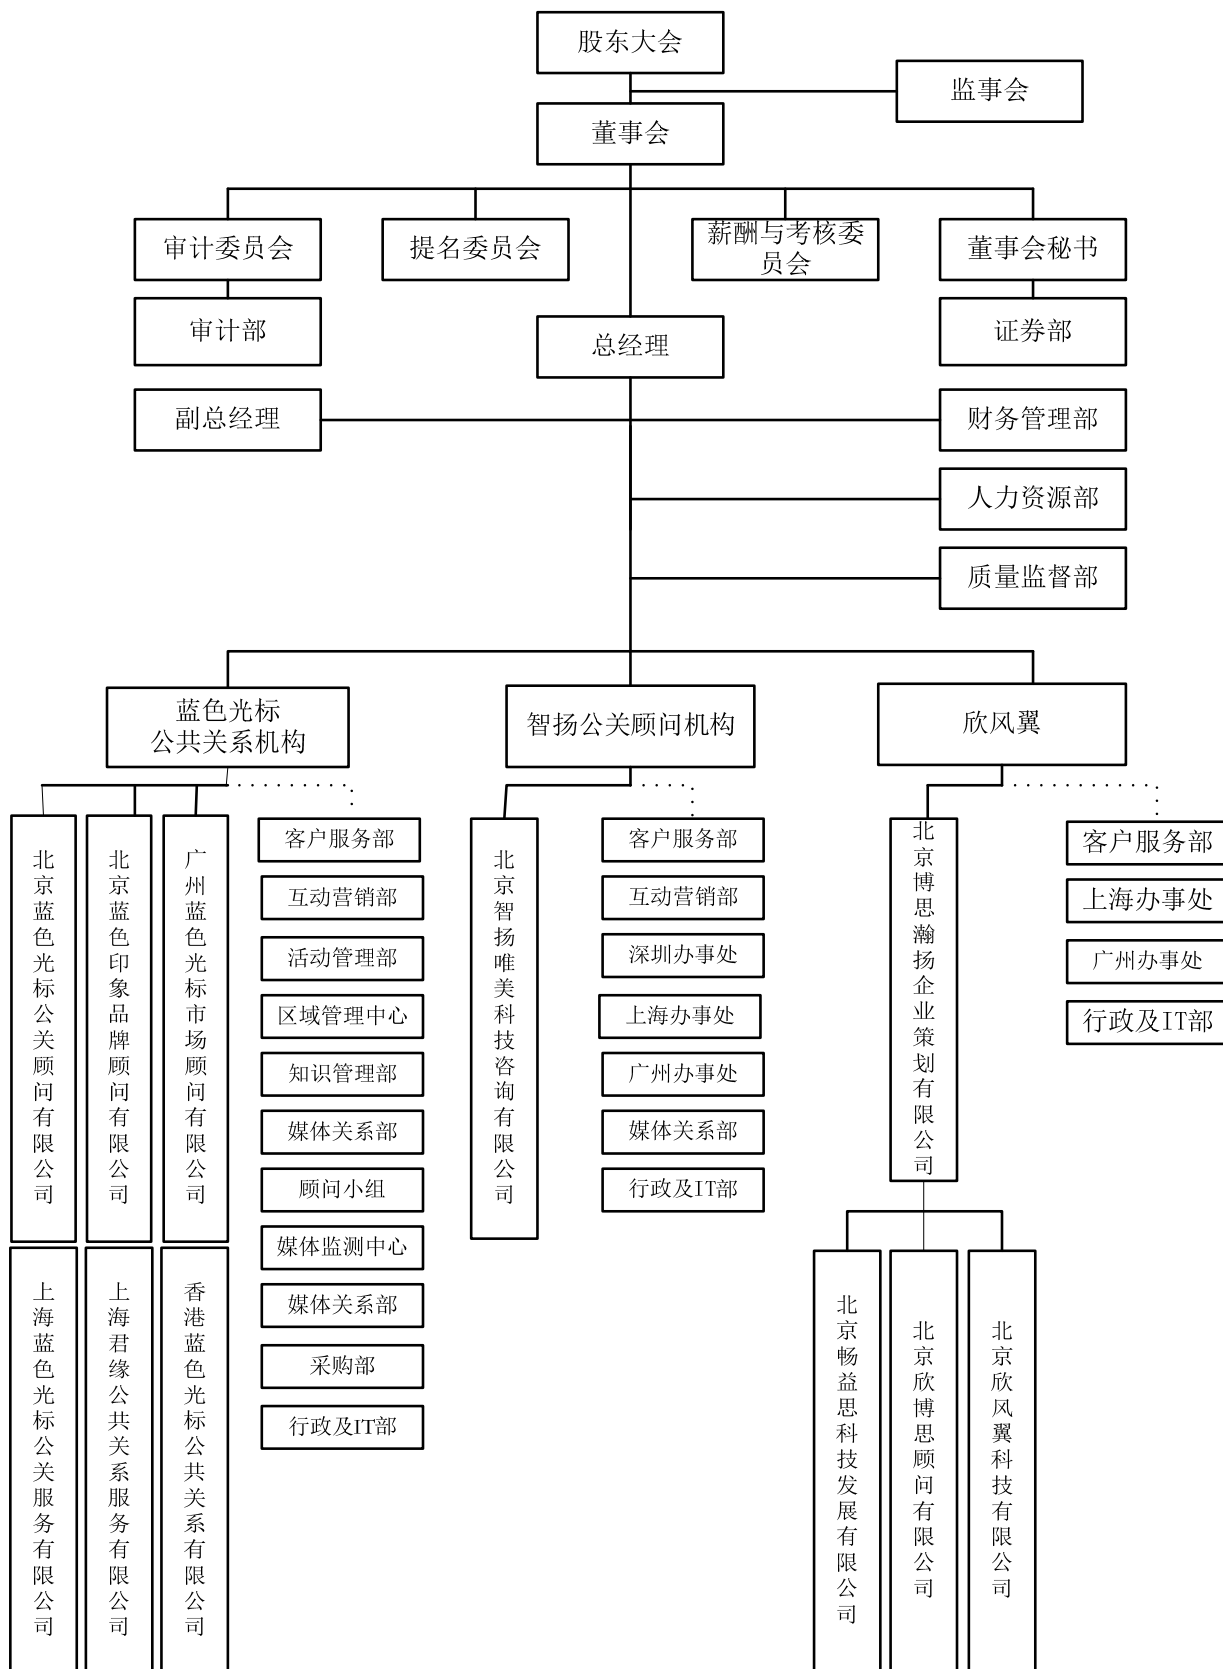 股东大会
监事会
董事会
审计委员会
提名委员会
薪酬与考核委
员会
董事会秘书
审计部
总经理
证券部
副总经理
财务管理部
人力资源部
质量监督部
蓝色光标
公共关系机构
智扬公关顾问机构
欣风翼
北京蓝色光标公关顾问有限公司
北京蓝色印象品牌顾问有限公司
广州蓝色光标市场顾问有限公司
上海蓝色光标公关服务有限公司
上海君缘公共关系服务有限公司
香港蓝色光标公共关系有限公司
客户服务部
互动营销部
活动管理部
区域管理中心
知识管理部
媒体关系部
顾问小组
媒体监测中心
媒体关系部
采购部
行政及IT部
北京智扬唯美科技咨询有限公司
客户服务部
互动营销部
深圳办事处
上海办事处
广州办事处
媒体关系部
行政及IT部
北京博思瀚扬企业策划有限公司
北京畅益思科技发展有限公司
北京欣博思顾问有限公司
北京欣风翼科技有限公司
客户服务部
上海办事处
广州办事处
行政及IT部